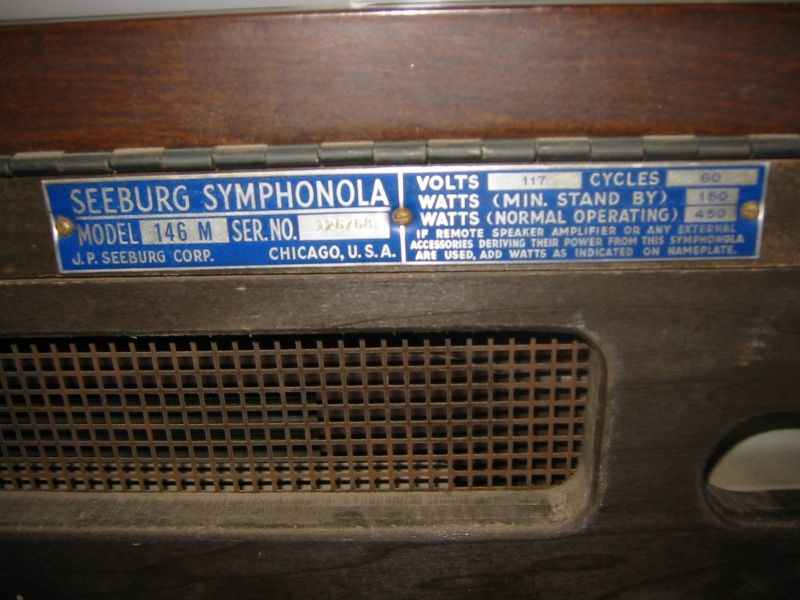 SEEBURG SYMPHONOLA
MODEL 146 M SER. NO.
J.P. SEEBURG CORP. CHICAGO, U.S.A.
VOLTS 117 CYCLES 60
WATTS (MIN. STAND BY) 150
WATTS (NORMAL OPERATING) 450
IF REMOTE SPEAKER AMPLIFIER OR ANY EXTERNAL
ACCESSORIES DERIVING THEIR POWER FROM THIS SYMPHONOLA
ARE USED, ADD WATTS AS INDICATED ON NAMEPLATE.